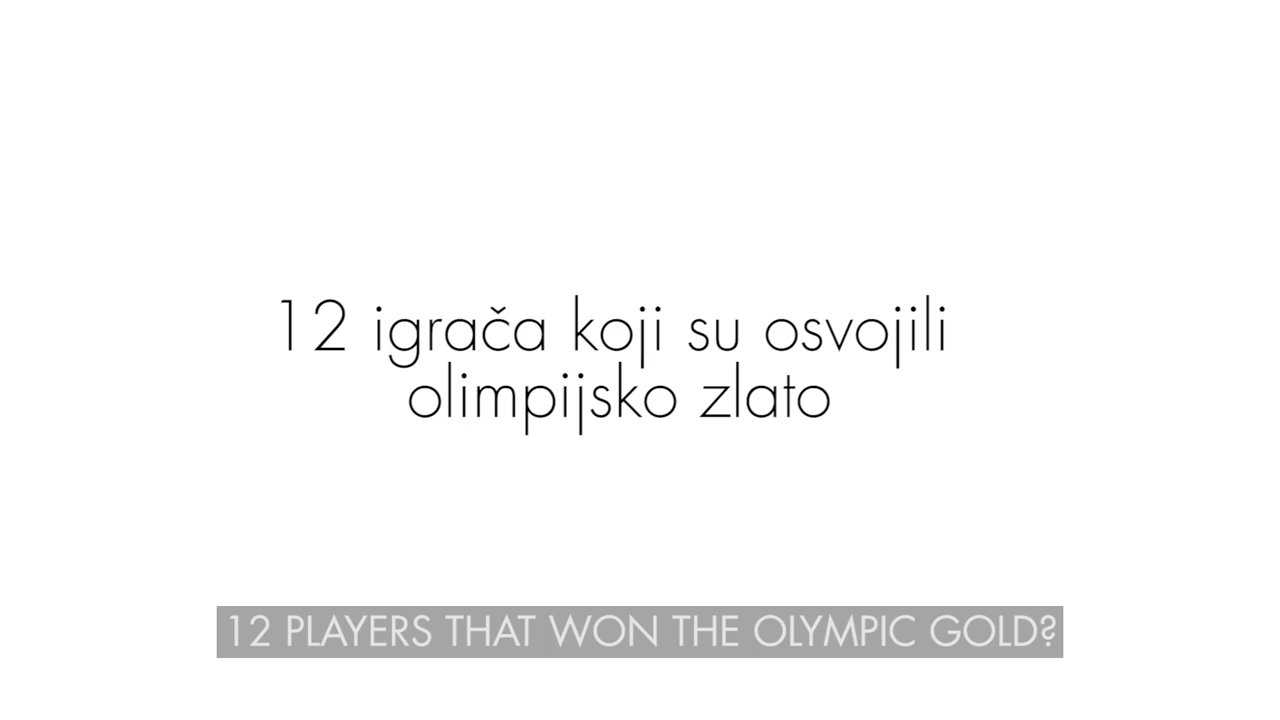 12 igrača koji su osvojili
olimpijsko zlato
12 PLAYERS THAT WON THE OLYMPIC GOLD?